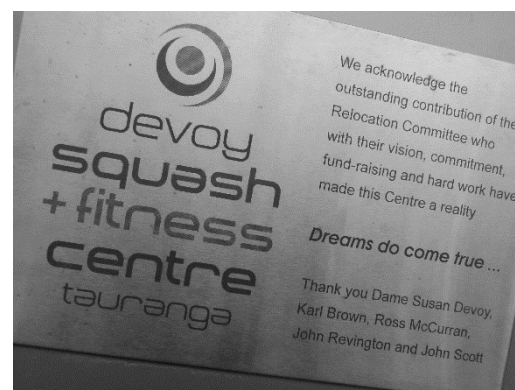 devoy
squash
+ fitness
centre
tauranga
We acknowledge the
outstanding contribution of the
Relocation Committee who
with their vision, commitment,
fund-raising and hard work have
made this Centre a reality
Dreams do come true ...
Thank you Dame Susan Devoy,
Karl Brown, Ross McCurran,
John Revington and John Scott